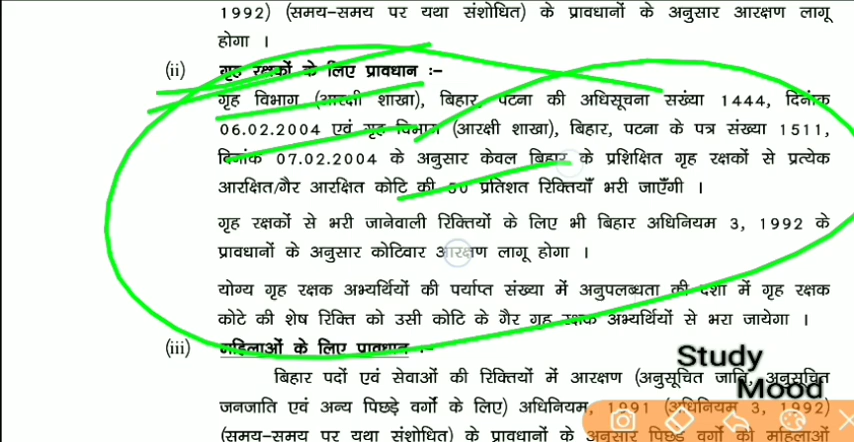 1992) (समय-समय पर यथा संशोधित) के प्रावधानों के अनुसार आरक्षण लागू
होगा ।
(ii) गृह रक्षकों के लिए प्रावधान :-
गृह विभाग (आरक्षी शाखा), बिहार, पटना की अधिसूचना संख्या 1444, दिनांक
06.02.2004 एवं गृह विभाग (आरक्षी शाखा), बिहार, पटना के पत्र संख्या 1511,
दिनांक 07.02.2004 के अनुसार केवल बिहार के प्रशिक्षित गृह रक्षकों से प्रत्येक
आरक्षित/गैर आरक्षित कोटि की 50 प्रतिशत रिक्तियाँ भरी जाएँगी ।
गृह रक्षकों से भरी जानेवाली रिक्तियों के लिए भी बिहार अधिनियम 3, 1992 के
प्रावधानों के अनुसार कोटिवार आरक्षण लागू होगा ।
योग्य गृह रक्षक अभ्यर्थियों की पर्याप्त संख्या में अनुपलब्धता की दशा में गृह रक्षक
कोटे की शेष रिक्ति को उसी कोटि के गैर गृह रक्षक अभ्यर्थियों से भरा जायेगा ।
(iii) महिलाओं के लिए प्रावधान :-
Study
Mood
बिहार पदों एवं सेवाओं की रिक्तियों में आरक्षण (अनुसूचित जाति, अनुसूचित
जनजाति एवं अन्य पिछड़े वर्गों के लिए) अधिनियम, 1991 (अधिनियम 3, 1992)
(समय-समय पर यथा संशोधित) के प्रावधानों के अनुसार पिछड़े वर्गों की महिलाओं